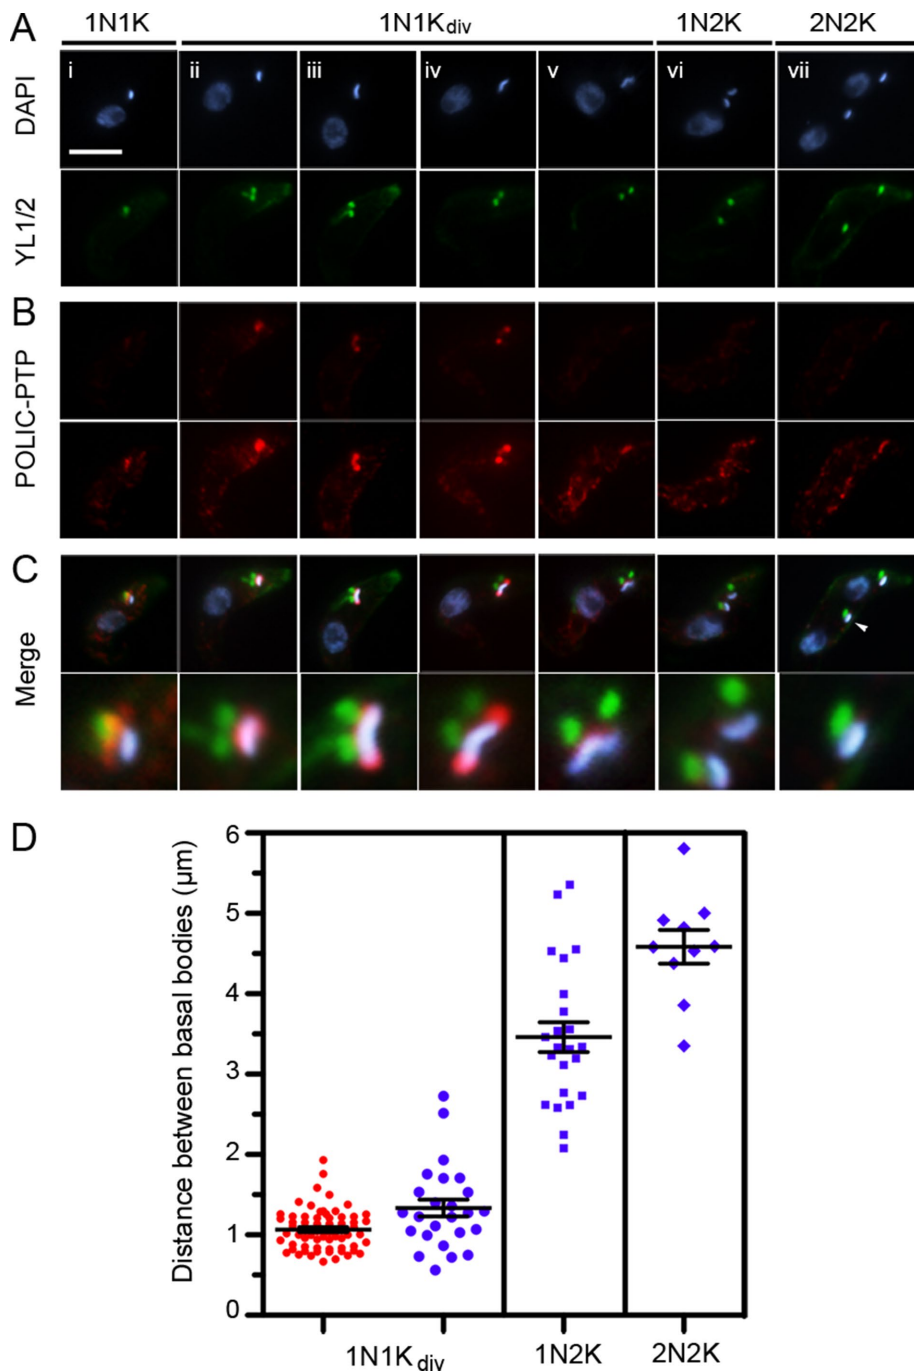 A
1N1K 1N1Kdiv 1N2K 2N2K
DAPI
i ii iii iv v vi vii
YL1/2
B
POLIC-PTP
C
Merge
D
Distance between basal bodies (µm)
6
5
4
3
2
1
0
1N1Kdiv 1N2K 2N2K